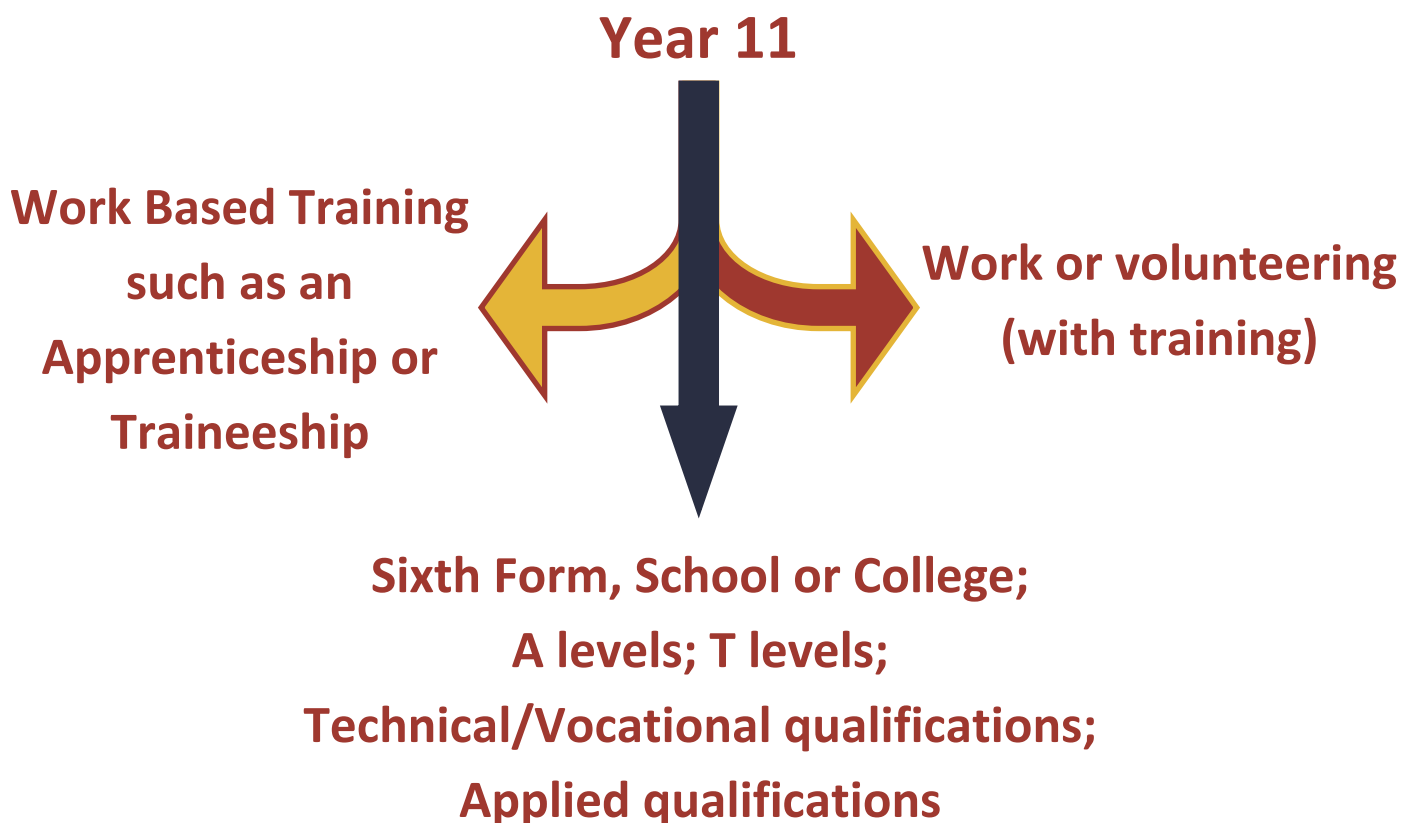 Year 11
Work Based Training
such as an
Apprenticeship or
Traineeship
Work or volunteering
(with training)
Sixth Form, School or College;
A levels; T levels;
Technical/Vocational qualifications;
Applied qualifications